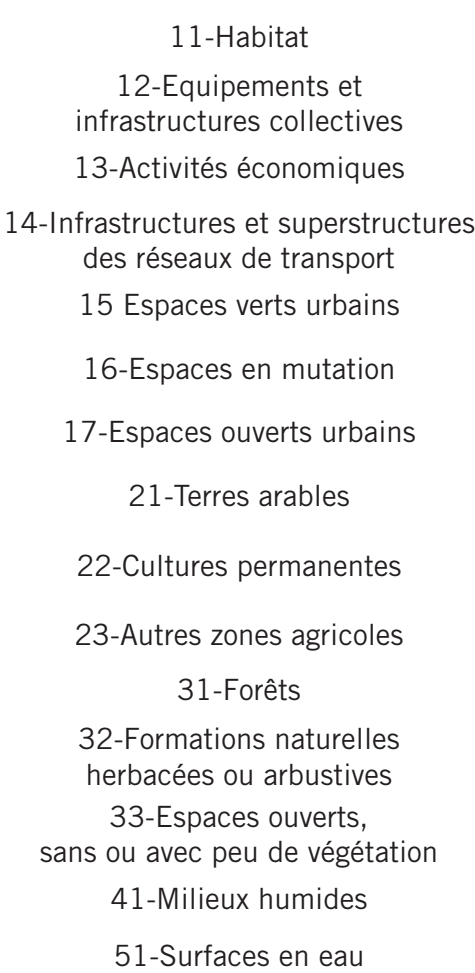 11-Habitat
12-Equipements et
infrastructures collectives
13-Activités économiques
14-Infrastructures et superstructures
des réseaux de transport
15 Espaces verts urbains
16-Espaces en mutation
17-Espaces ouverts urbains
21-Terres arables
22-Cultures permanentes
23-Autres zones agricoles
31-Forêts
32-Formations naturelles
herbacées ou arbustives
33-Espaces ouverts,
sans ou avec peu de végétation
41-Milieux humides
51-Surfaces en eau